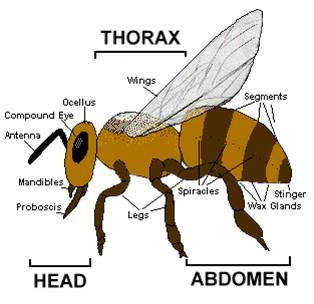 THORAX
Wings
Segments
Ocellus
Compound Eye
Antenna
Mandibles
Proboscis
Legs
Spiracles
Wax Glands
Stinger
HEAD
ABDOMEN